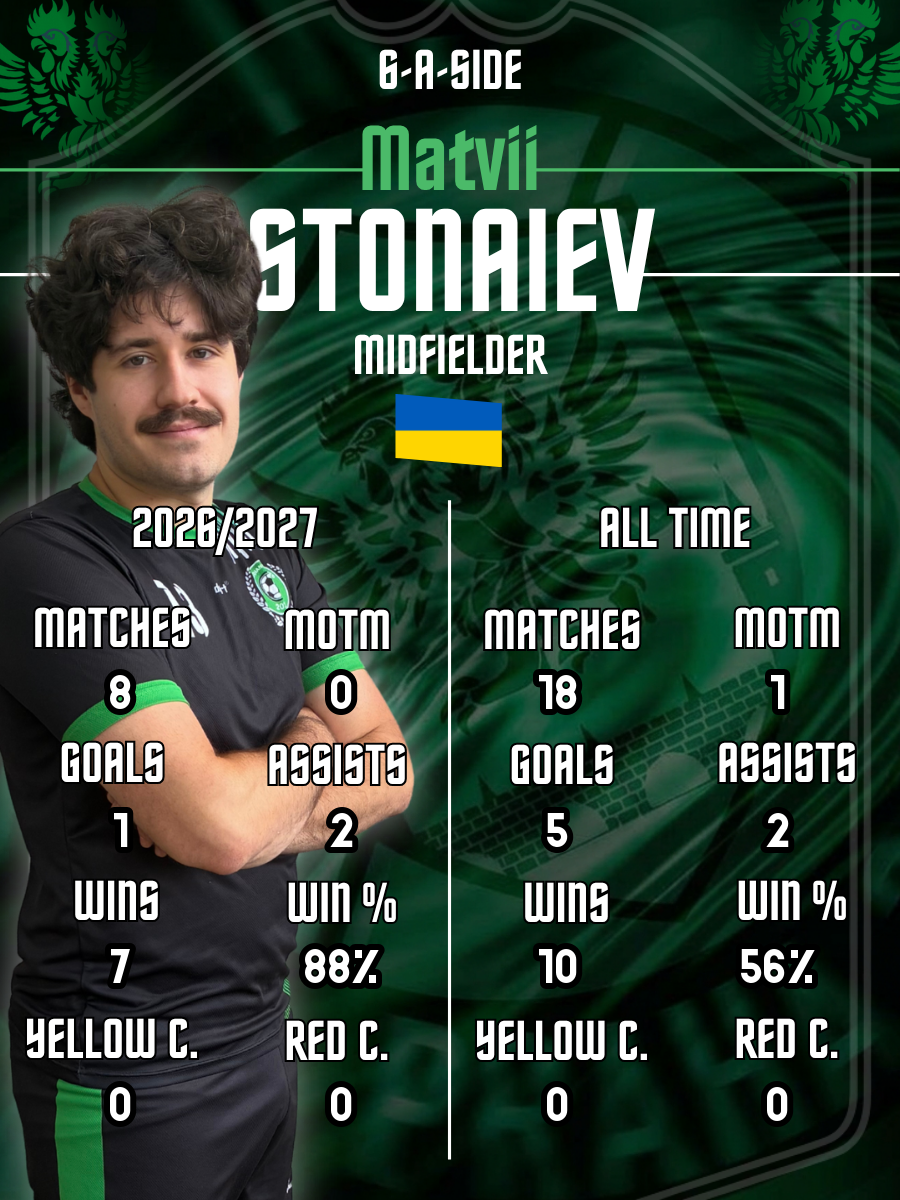 6-A-SIDE
Matvii
STONAIEV
MIDFIELDER
2026/2027
MATCHES MOTM
8 0
GOALS ASSISTS
1 2
WINS WIN %
7 88%
YELLOW C. RED C.
0 0
ALL TIME
MATCHES MOTM
18 1
GOALS ASSISTS
5 2
WINS WIN %
10 56%
YELLOW C. RED C.
0 0